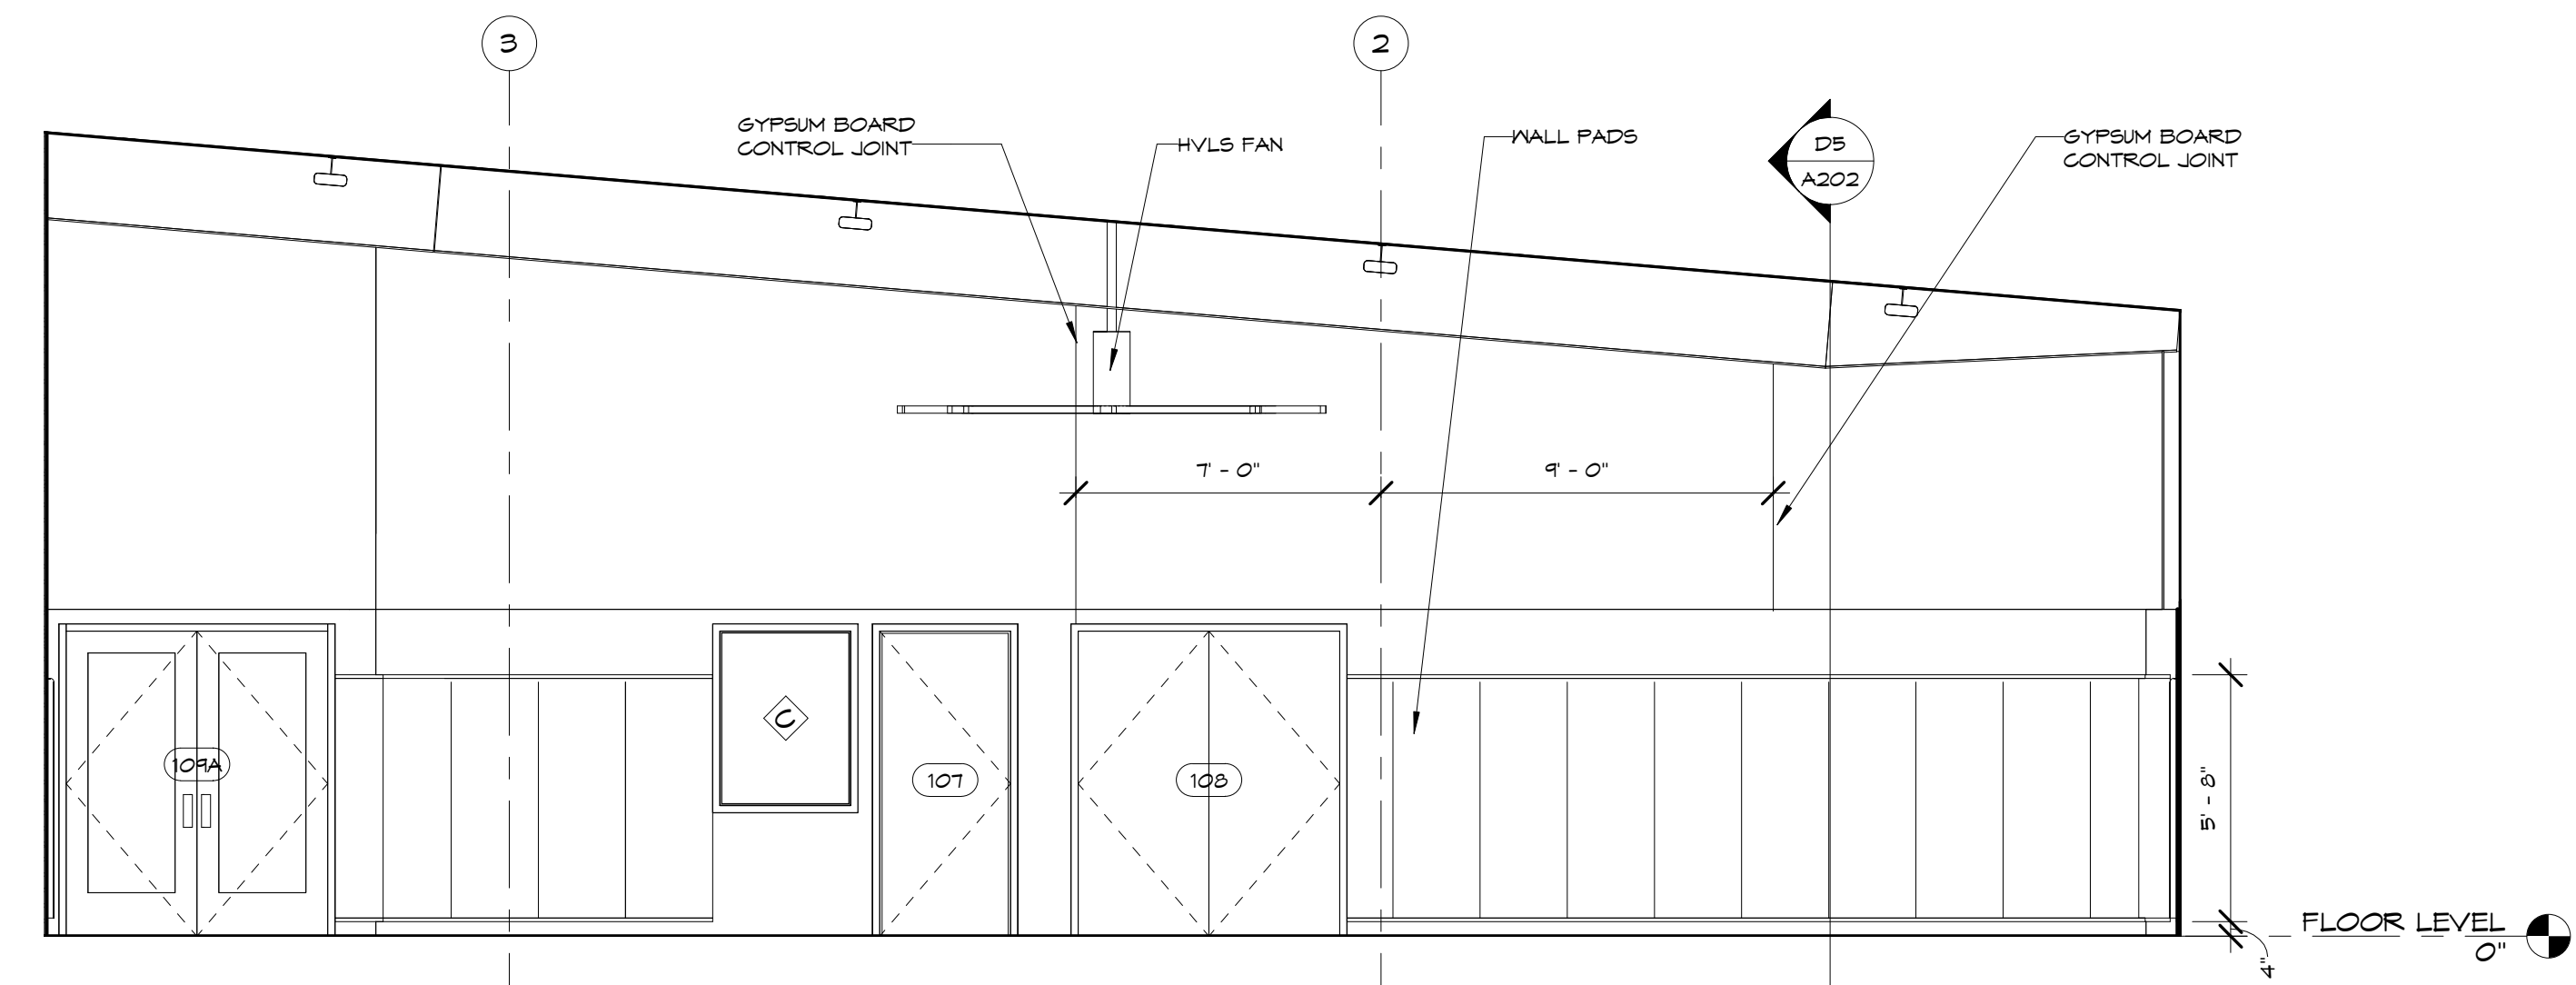 3
2
GYPSUM BOARD
CONTROL JOINT
HVLS FAN
WALL PADS
D5
A202
GYPSUM BOARD
CONTROL JOINT
7' - 0"
9' - 0"
C
109A
107
108
5' - 8"
FLOOR LEVEL
0"
4"